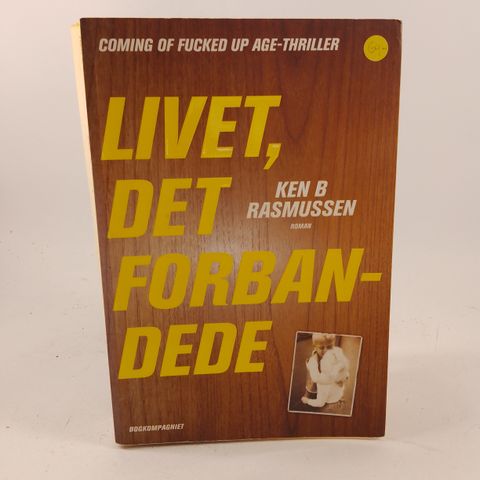 COMING OF FUCKED UP AGE-THRILLER
LIVET,
DET
FORBAN-
DEDE
KEN B
RASMUSSEN
ROMAN
BOGKOMPAGNIET